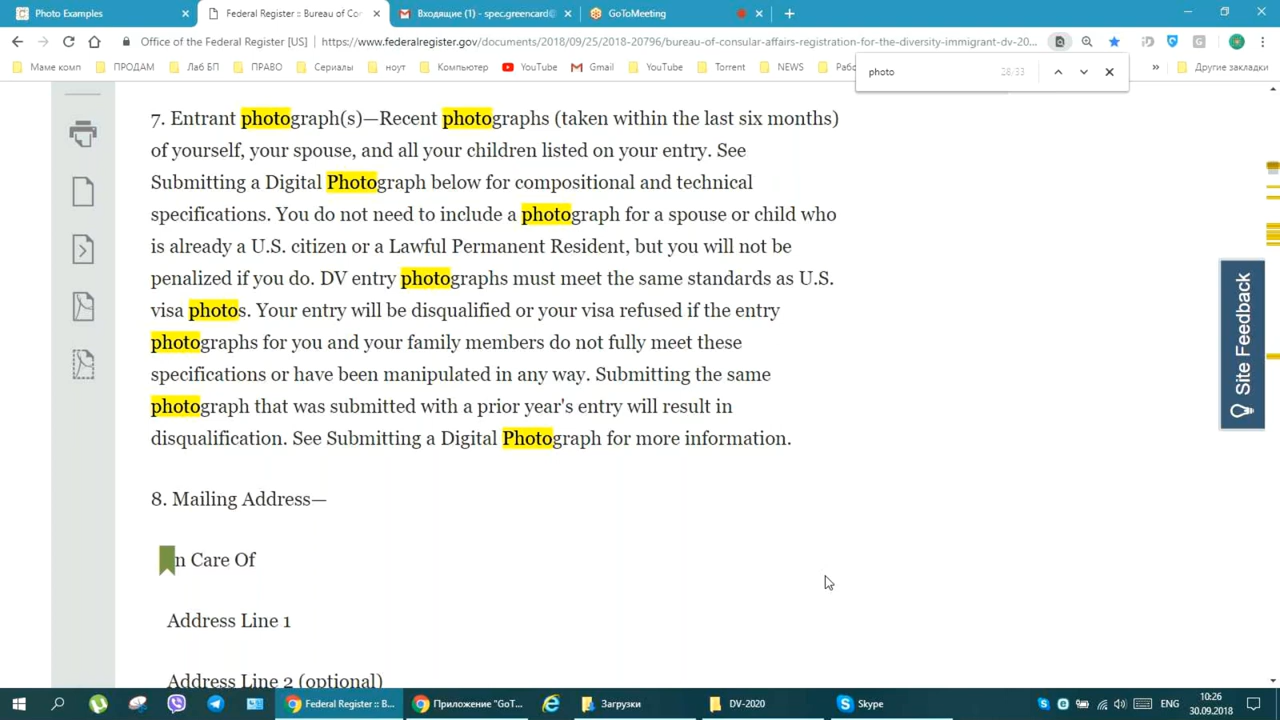 Photo Examples
Federal Register :: Bureau of Cor
Входящие (1) - spec.greencard@
GoToMeeting
Office of the Federal Register [US] | https://www.federalregister.gov/documents/2018/09/25/2018-20796/bureau-of-consular-affairs-registration-for-the-diversity-immigrant-dv-20...
Маме комп
ПРОДАМ
Лаб БП
ПРАВО
Сериалы
ноут
Компьютер
YouTube
Gmail
YouTube
Torrent
NEWS
Рабо
»
Другие закладки
photo
28/33
7. Entrant photograph(s)—Recent photographs (taken within the last six months)
of yourself, your spouse, and all your children listed on your entry. See
Submitting a Digital Photograph below for compositional and technical
specifications. You do not need to include a photograph for a spouse or child who
is already a U.S. citizen or a Lawful Permanent Resident, but you will not be
penalized if you do. DV entry photographs must meet the same standards as U.S.
visa photos. Your entry will be disqualified or your visa refused if the entry
photographs for you and your family members do not fully meet these
specifications or have been manipulated in any way. Submitting the same
photograph that was submitted with a prior year's entry will result in
disqualification. See Submitting a Digital Photograph for more information.
8. Mailing Address—
n Care Of
Address Line 1
Address Line 2 (optional)
Site Feedback
Federal Register :: B...
Приложение "GoT...
Загрузки
DV-2020
Skype
ENG
10:26
30.09.2018